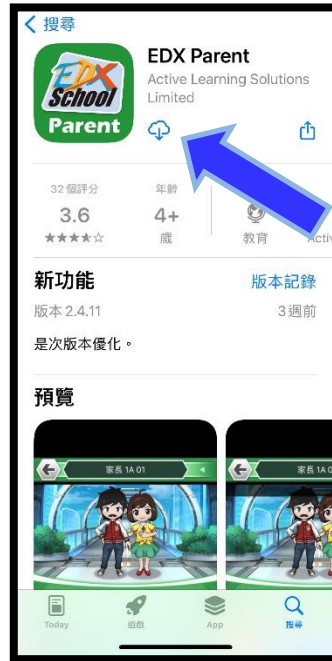 搜尋
EDX
School
Parent
EDX Parent
Active Learning Solutions
Limited
32 個評分
年齡
3.6
4+
歲
教育
Activ
新功能
版本記錄
版本 2.4.11
3 週前
是次版本優化。
預覽
家長 1A 01
家長 1A 0
Today
遊戲
App
搜尋